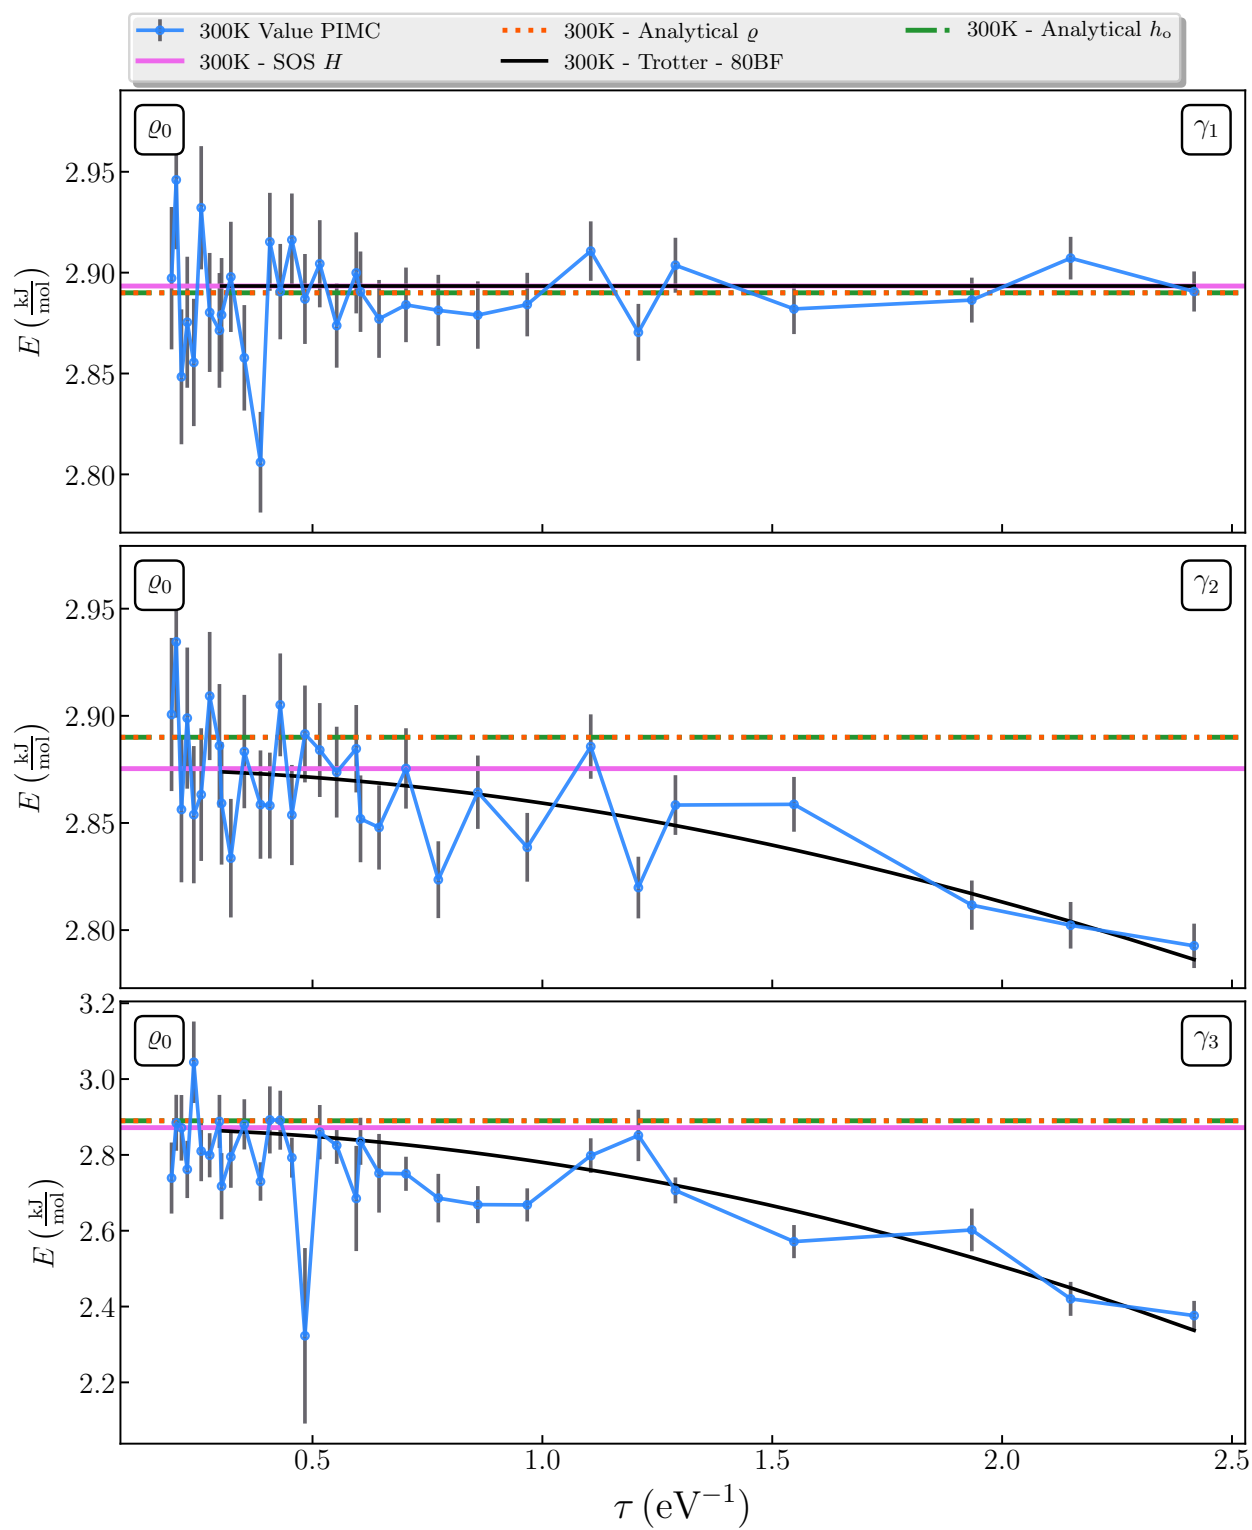 300K Value PIMC 300K - Analytical ϱ 300K - Analytical hₒ
300K - SOS H 300K - Trotter - 80BF
ϱ₀ γ₁
2.95
2.90
2.85
2.80
E (kJ/mol)
ϱ₀ γ₂
2.95
2.90
2.85
2.80
E (kJ/mol)
ϱ₀ γ₃
3.2
3.0
2.8
2.6
2.4
2.2
E (kJ/mol)
0.5 1.0 1.5 2.0 2.5
τ (eV⁻¹)